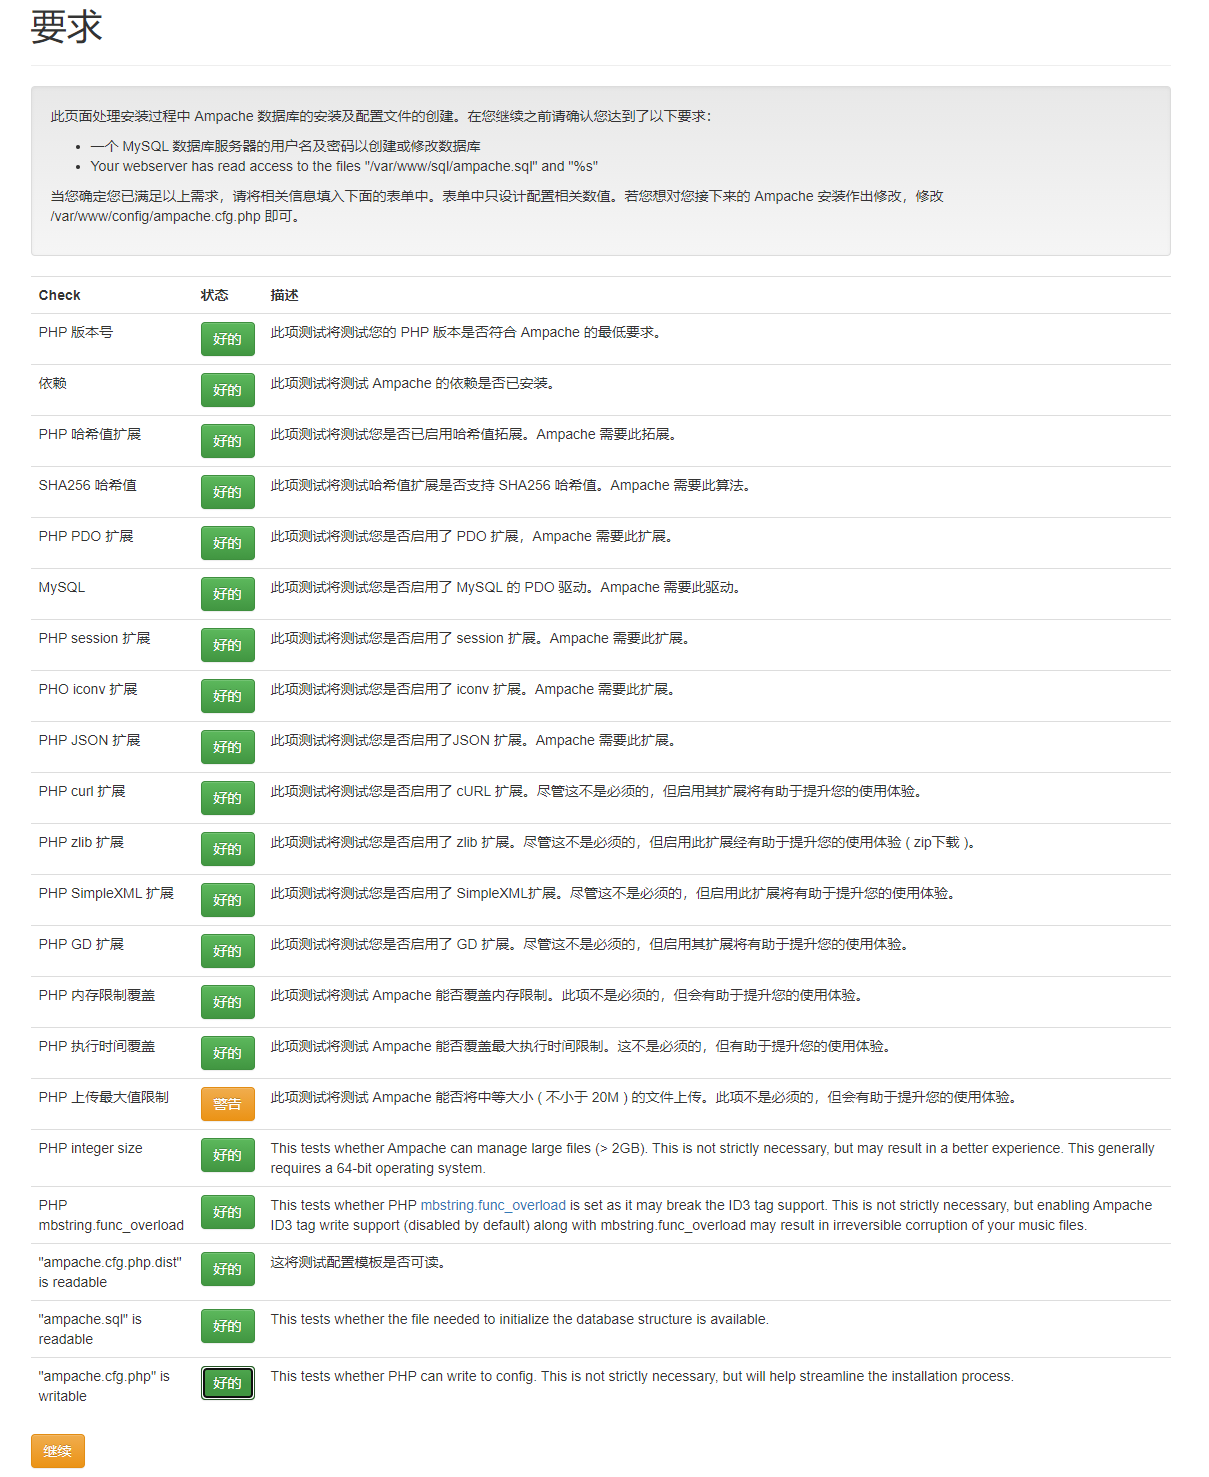 要求
此页面处理安装过程中 Ampache 数据库的安装及配置文件的创建。在您继续之前请确认您达到了以下要求：
• 一个 MySQL 数据库服务器的用户名及密码以创建或修改数据库
• Your webserver has read access to the files "/var/www/sql/ampache.sql" and "%s"
当您确定您已满足以上需求，请将相关信息填入下面的表单中。表单中只设计配置相关数值。若您想对您接下来的 Ampache 安装作出修改，修改
/var/www/config/ampache.cfg.php 即可。
Check 状态 描述
PHP 版本号 好的 此项测试将测试您的 PHP 版本是否符合 Ampache 的最低要求。
依赖 好的 此项测试将测试 Ampache 的依赖是否已安装。
PHP 哈希值扩展 好的 此项测试将测试您是否已启用哈希值拓展。Ampache 需要此拓展。
SHA256 哈希值 好的 此项测试将测试哈希值扩展是否支持 SHA256 哈希值。Ampache 需要此算法。
PHP PDO 扩展 好的 此项测试将测试您是否启用了 PDO 扩展，Ampache 需要此扩展。
MySQL 好的 此项测试将测试您是否启用了 MySQL 的 PDO 驱动。Ampache 需要此驱动。
PHP session 扩展 好的 此项测试将测试您是否启用了 session 扩展。Ampache 需要此扩展。
PHO iconv 扩展 好的 此项测试将测试您是否启用了 iconv 扩展。Ampache 需要此扩展。
PHP JSON 扩展 好的 此项测试将测试您是否启用了JSON 扩展。Ampache 需要此扩展。
PHP curl 扩展 好的 此项测试将测试您是否启用了 cURL 扩展。尽管这不是必须的，但启用其扩展将有助于提升您的使用体验。
PHP zlib 扩展 好的 此项测试将测试您是否启用了 zlib 扩展。尽管这不是必须的，但启用此扩展经有助于提升您的使用体验 ( zip下载 )。
PHP SimpleXML 扩展 好的 此项测试将测试您是否启用了 SimpleXML扩展。尽管这不是必须的，但启用此扩展将有助于提升您的使用体验。
PHP GD 扩展 好的 此项测试将测试您是否启用了 GD 扩展。尽管这不是必须的，但启用其扩展将有助于提升您的使用体验。
PHP 内存限制覆盖 好的 此项测试将测试 Ampache 能否覆盖内存限制。此项不是必须的，但会有助于提升您的使用体验。
PHP 执行时间覆盖 好的 此项测试将测试 Ampache 能否覆盖最大执行时间限制。这不是必须的，但有助于提升您的使用体验。
PHP 上传最大值限制 警告 此项测试将测试 Ampache 能否将中等大小 ( 不小于 20M ) 的文件上传。此项不是必须的，但会有助于提升您的使用体验。
PHP integer size 好的 This tests whether Ampache can manage large files (> 2GB). This is not strictly necessary, but may result in a better experience. This generally
requires a 64-bit operating system.
PHP 好的 This tests whether PHP mbstring.func_overload is set as it may break the ID3 tag support. This is not strictly necessary, but enabling Ampache
mbstring.func_overload ID3 tag write support (disabled by default) along with mbstring.func_overload may result in irreversible corruption of your music files.
"ampache.cfg.php.dist" 好的 这将测试配置模板是否可读。
is readable
"ampache.sql" is 好的 This tests whether the file needed to initialize the database structure is available.
readable
"ampache.cfg.php" is 好的 This tests whether PHP can write to config. This is not strictly necessary, but will help streamline the installation process.
writable
继续